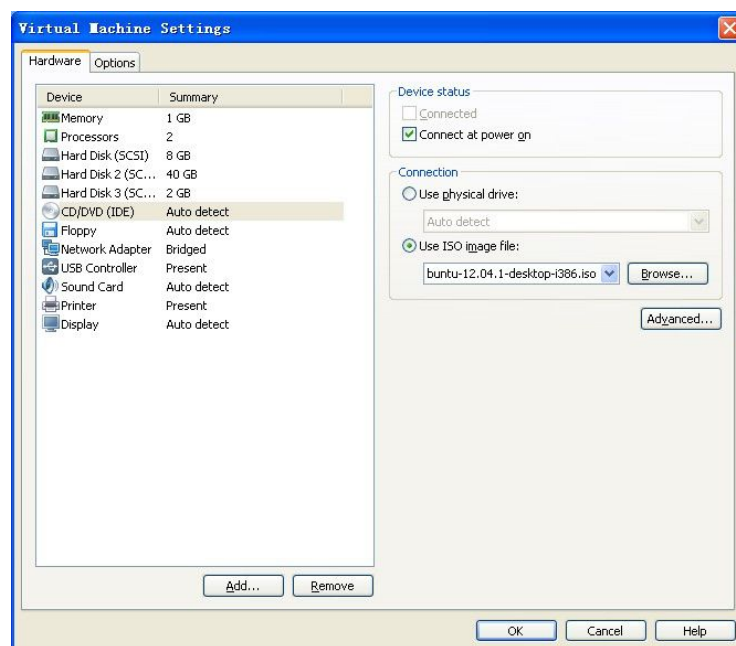 Virtual Machine Settings
Hardware
Options
Device Summary
Memory 1 GB
Processors 2
Hard Disk (SCSI) 8 GB
Hard Disk 2 (SC... 40 GB
Hard Disk 3 (SC... 2 GB
CD/DVD (IDE) Auto detect
Floppy Auto detect
Network Adapter Bridged
USB Controller Present
Sound Card Auto detect
Printer Present
Display Auto detect
Add... Remove
Device status
Connected
Connect at power on
Connection
Use physical drive:
Auto detect
Use ISO image file:
buntu-12.04.1-desktop-i386.iso Browse...
Advanced...
OK Cancel Help